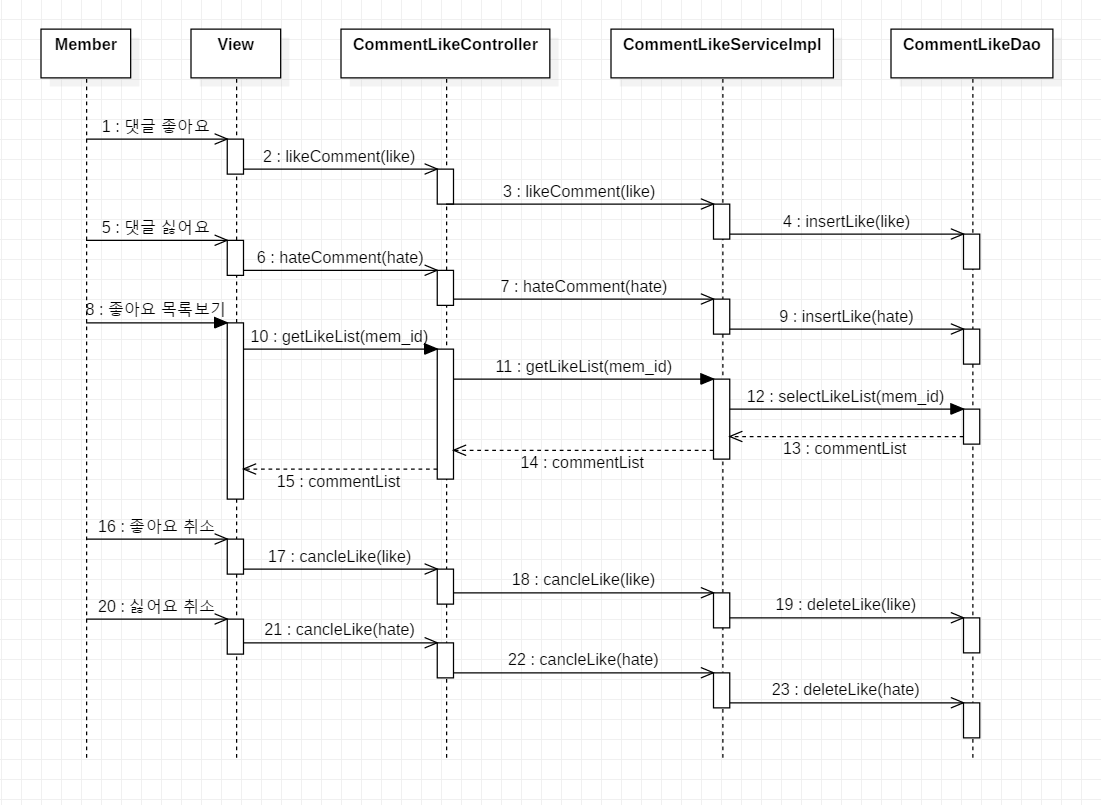 Member
View
CommentLikeController
CommentLikeServiceImpl
CommentLikeDao
1 : 댓글 좋아요
2 : likeComment(like)
3 : likeComment(like)
4 : insertLike(like)
5 : 댓글 싫어요
6 : hateComment(hate)
7 : hateComment(hate)
8 : 좋아요 목록보기
9 : insertLike(hate)
10 : getLikeList(mem_id)
11 : getLikeList(mem_id)
12 : selectLikeList(mem_id)
13 : commentList
14 : commentList
15 : commentList
16 : 좋아요 취소
17 : cancleLike(like)
18 : cancleLike(like)
19 : deleteLike(like)
20 : 싫어요 취소
21 : cancleLike(hate)
22 : cancleLike(hate)
23 : deleteLike(hate)